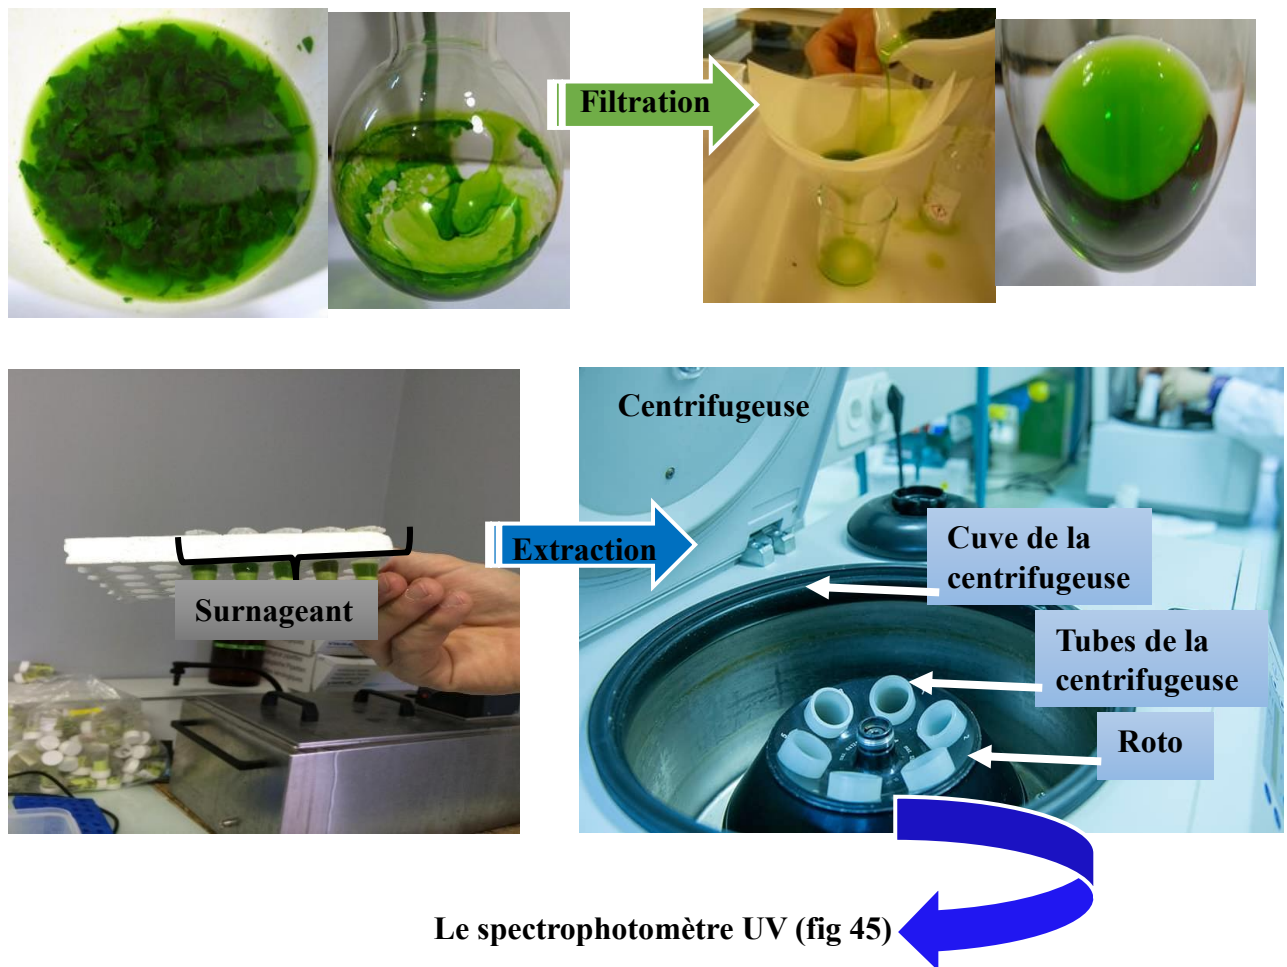 Filtration
Centrifugeuse
Extraction
Surnageant
Cuve de la
centrifugeuse
Tubes de la
centrifugeuse
Roto
Le spectrophotomètre UV (fig 45)